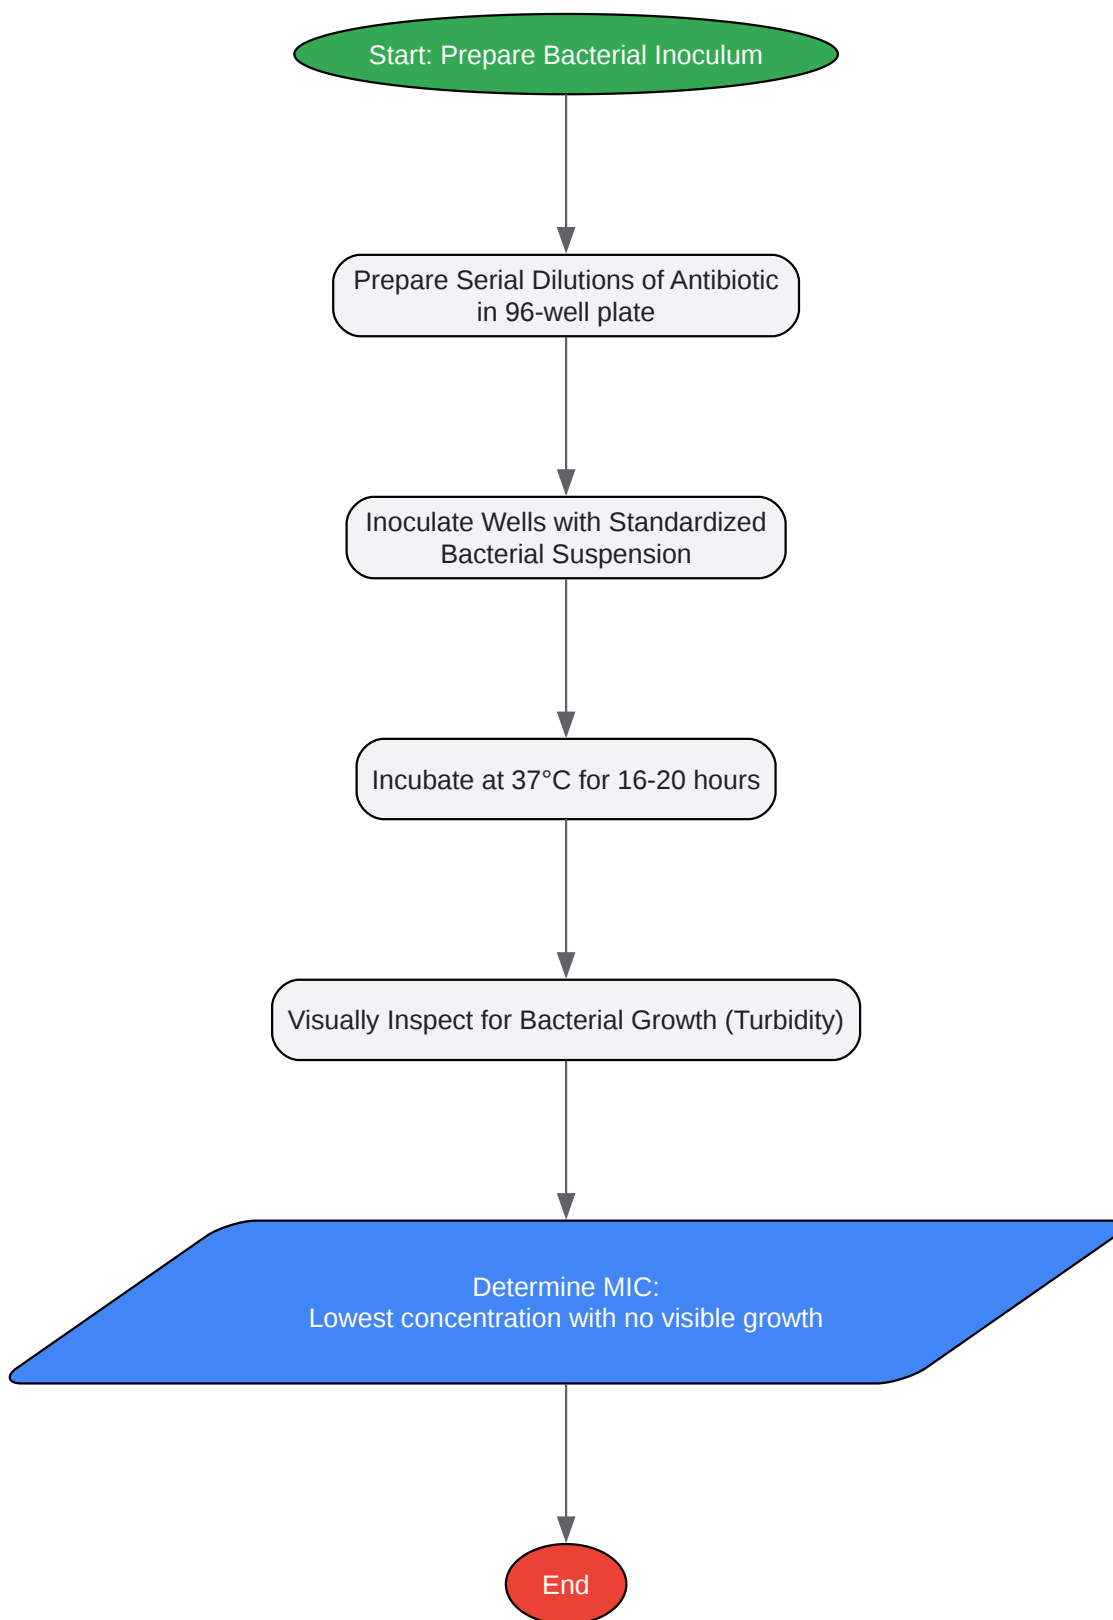 Start: Prepare Bacterial Inoculum
Prepare Serial Dilutions of Antibiotic
in 96-well plate
Inoculate Wells with Standardized
Bacterial Suspension
Incubate at 37°C for 16-20 hours
Visually Inspect for Bacterial Growth (Turbidity)
Determine MIC:
Lowest concentration with no visible growth
End